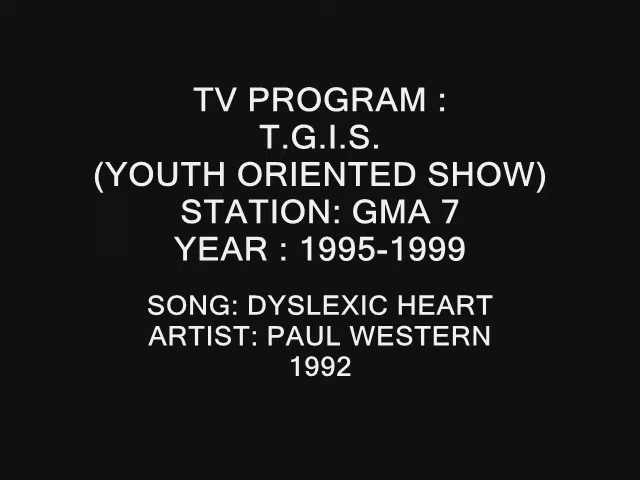 TV PROGRAM :
T.G.I.S.
(YOUTH ORIENTED SHOW)
STATION: GMA 7
YEAR : 1995-1999
SONG: DYSLEXIC HEART
ARTIST: PAUL WESTERN
1992